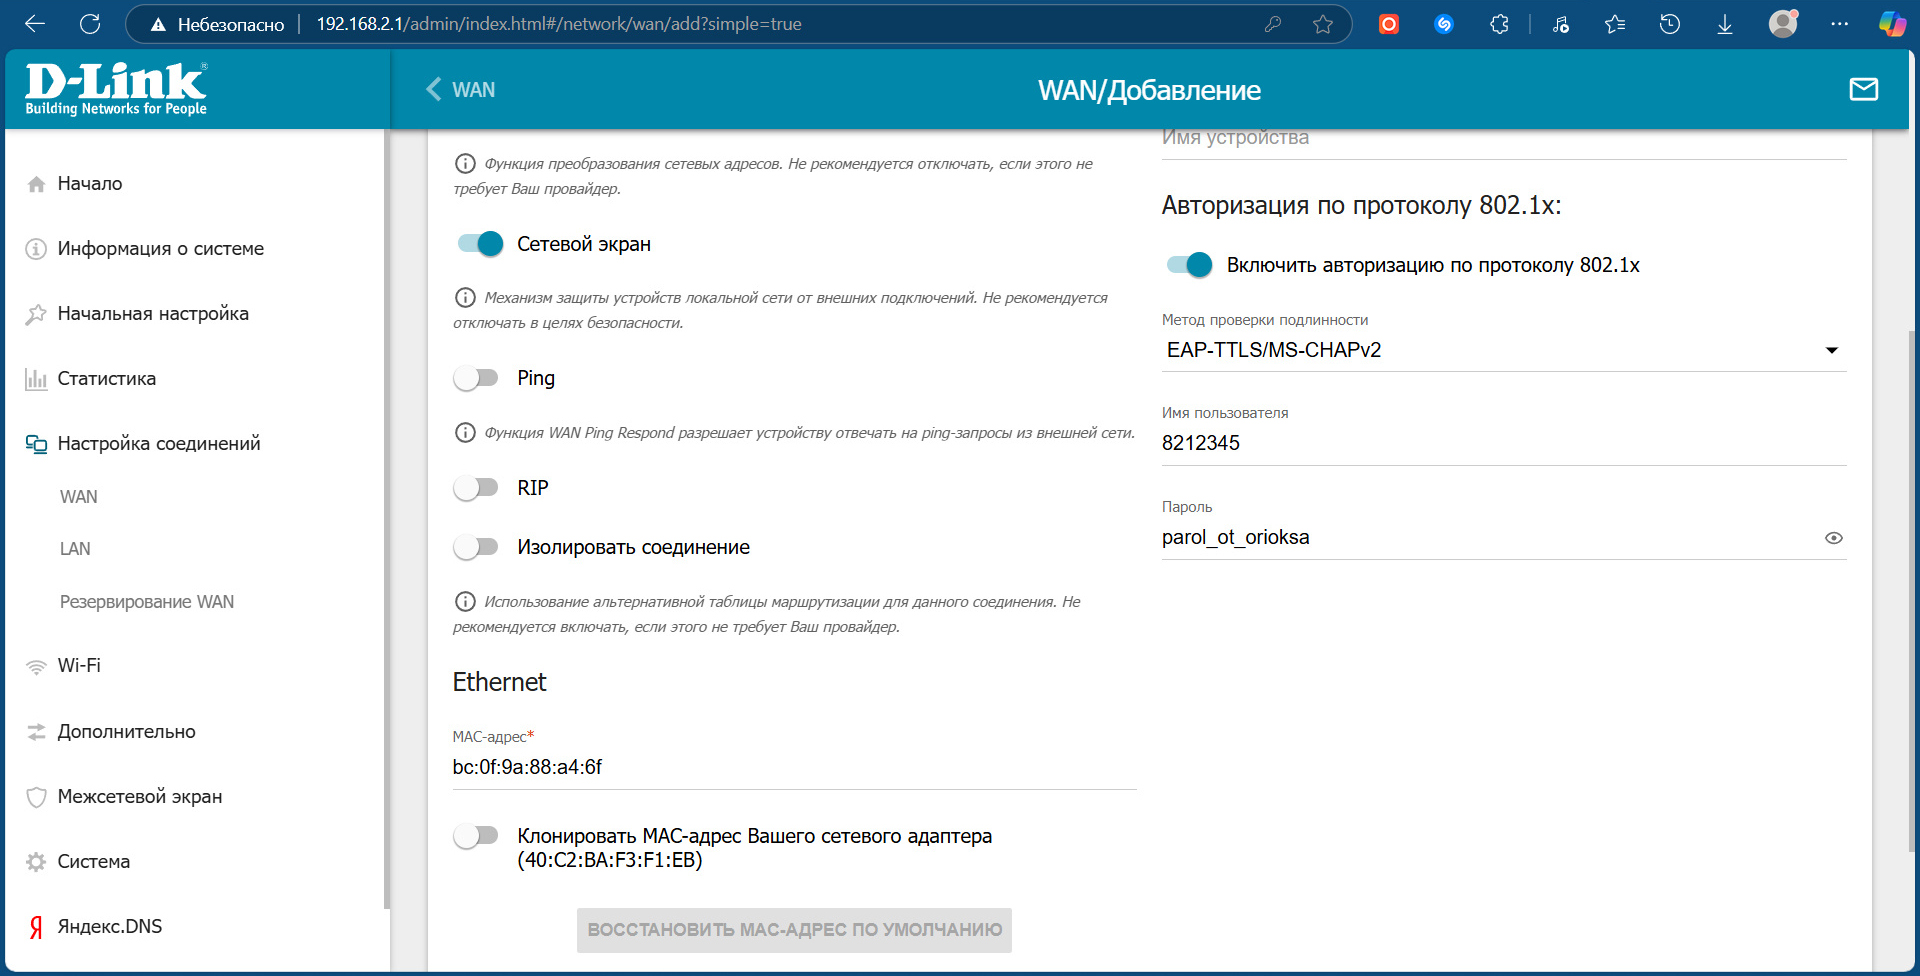 Небезопасно
192.168.2.1/admin/index.html#/network/wan/add?simple=true
D-Link®
Building Networks for People
WAN
WAN/Добавление
Начало
Информация о системе
Начальная настройка
Статистика
Настройка соединений
WAN
LAN
Резервирование WAN
Wi-Fi
Дополнительно
Межсетевой экран
Система
Яндекс.DNS
Функция преобразования сетевых адресов. Не рекомендуется отключать, если этого не
требует Ваш провайдер.
Сетевой экран
Механизм защиты устройств локальной сети от внешних подключений. Не рекомендуется
отключать в целях безопасности.
Ping
Функция WAN Ping Respond разрешает устройству отвечать на ping-запросы из внешней сети.
RIP
Изолировать соединение
Использование альтернативной таблицы маршрутизации для данного соединения. Не
рекомендуется включать, если этого не требует Ваш провайдер.
Ethernet
MAC-адрес*
bc:0f:9a:88:a4:6f
Клонировать MAC-адрес Вашего сетевого адаптера
(40:C2:BA:F3:F1:EB)
ВОССТАНОВИТЬ MAC-АДРЕС ПО УМОЛЧАНИЮ
Имя устройства
Авторизация по протоколу 802.1x:
Включить авторизацию по протоколу 802.1x
Метод проверки подлинности
EAP-TTLS/MS-CHAPv2
Имя пользователя
8212345
Пароль
parol_ot_orioksa